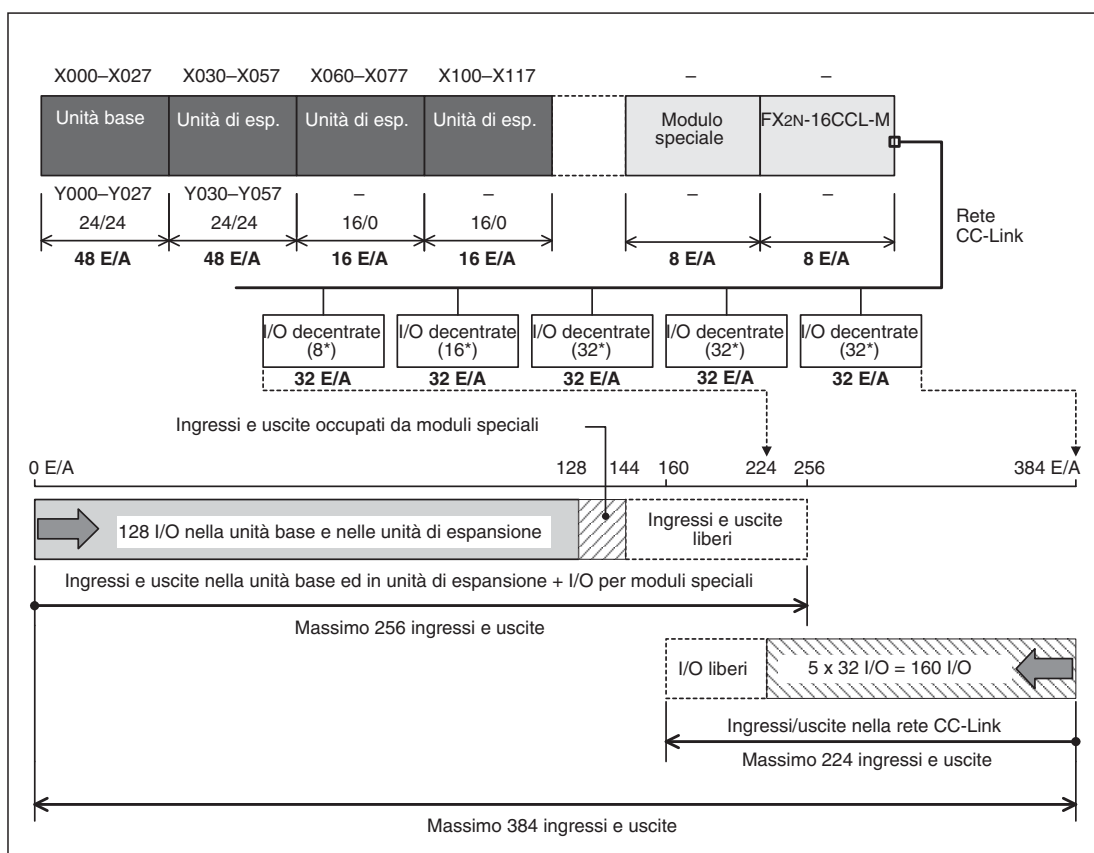 X000–X027 X030–X057 X060–X077 X100–X117 – –
Unità base Unità di esp. Unità di esp. Unità di esp. Modulo speciale FX2N-16CCL-M
Y000–Y027 Y030–Y057 – – – –
24/24 24/24 16/0 16/0
48 E/A 48 E/A 16 E/A 16 E/A 8 E/A 8 E/A
Rete
CC-Link
I/O decentrate I/O decentrate I/O decentrate I/O decentrate I/O decentrate
(8*) (16*) (32*) (32*) (32*)
32 E/A 32 E/A 32 E/A 32 E/A 32 E/A
Ingressi e uscite occupati da moduli speciali
0 E/A 128 144 160 224 256 384 E/A
128 I/O nella unità base e nelle unità di espansione
Ingressi e uscite
liberi
Ingressi e uscite nella unità base ed in unità di espansione + I/O per moduli speciali
Massimo 256 ingressi e uscite
I/O liberi 5 x 32 I/O = 160 I/O
Ingressi/uscite nella rete CC-Link
Massimo 224 ingressi e uscite
Massimo 384 ingressi e uscite